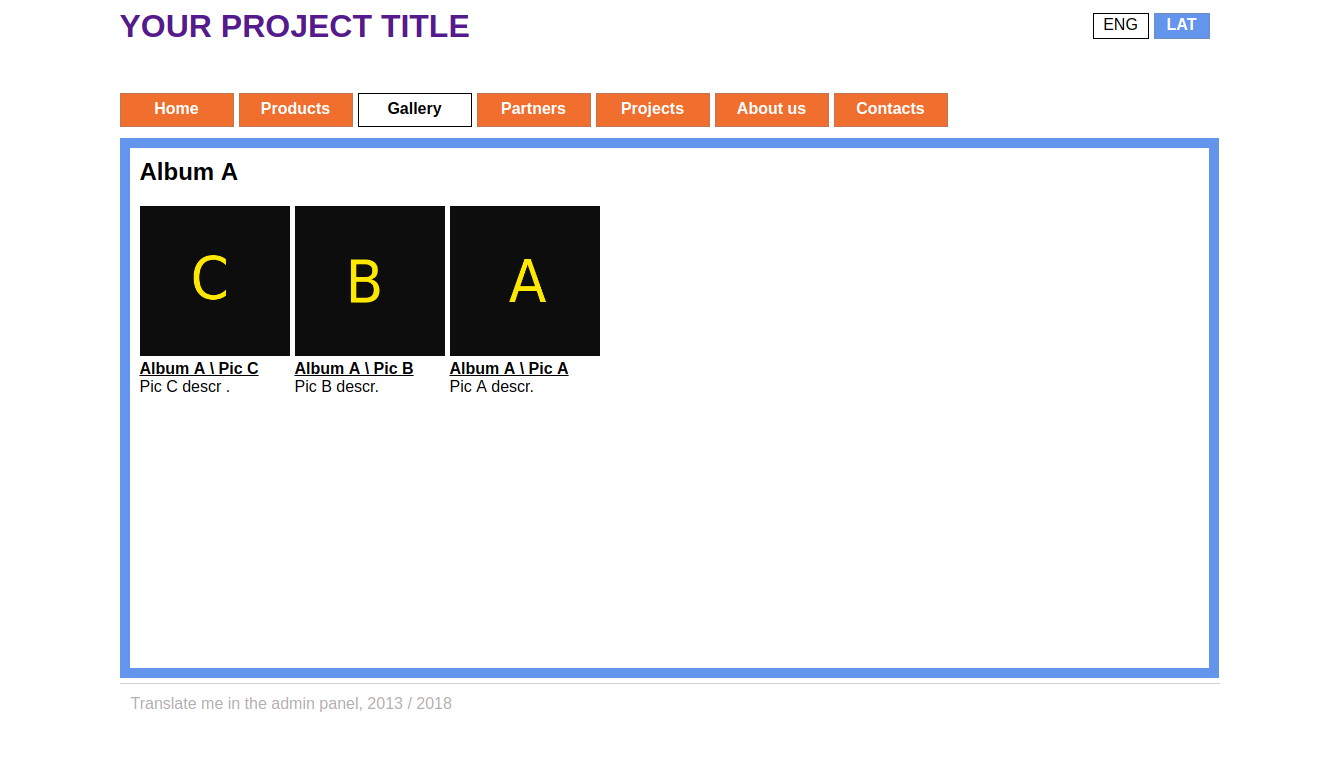 YOUR PROJECT TITLE
ENG LAT
Home Products Gallery Partners Projects About us Contacts
Album A
C B A
Album A \ Pic C Album A \ Pic B Album A \ Pic A
Pic C descr . Pic B descr. Pic A descr.
Translate me in the admin panel, 2013 / 2018